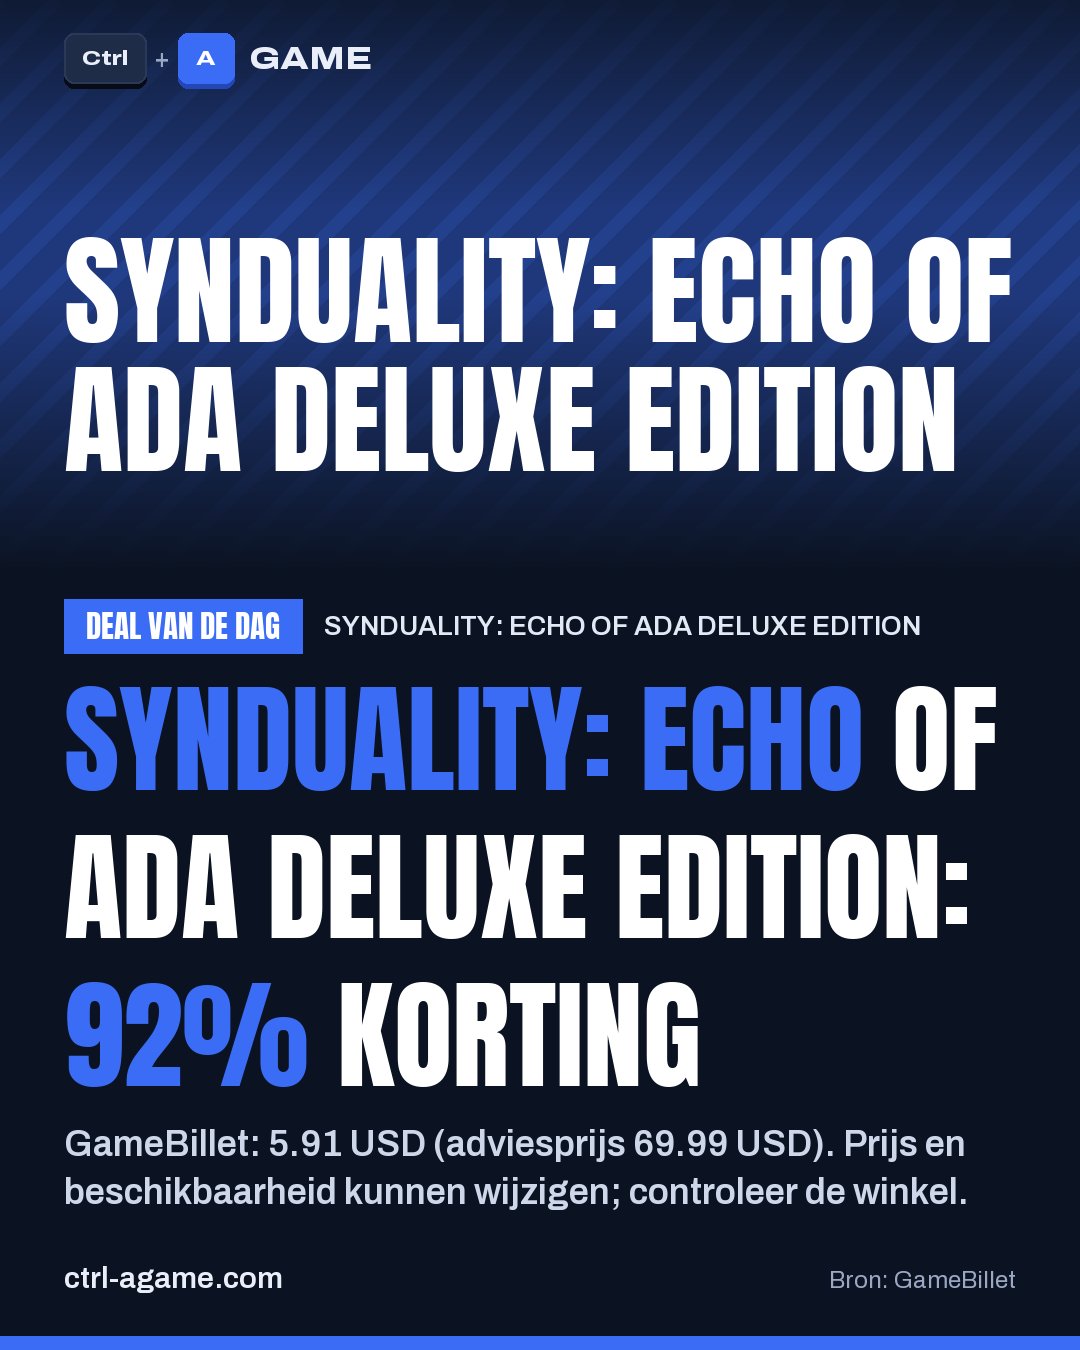 Ctrl + A GAME
SYNDUALITY: ECHO OF
ADA DELUXE EDITION
DEAL VAN DE DAG SYNDUALITY: ECHO OF ADA DELUXE EDITION
SYNDUALITY: ECHO OF
ADA DELUXE EDITION:
92% KORTING
GameBillet: 5.91 USD (adviesprijs 69.99 USD). Prijs en
beschikbaarheid kunnen wijzigen; controleer de winkel.
ctrl-agame.com Bron: GameBillet